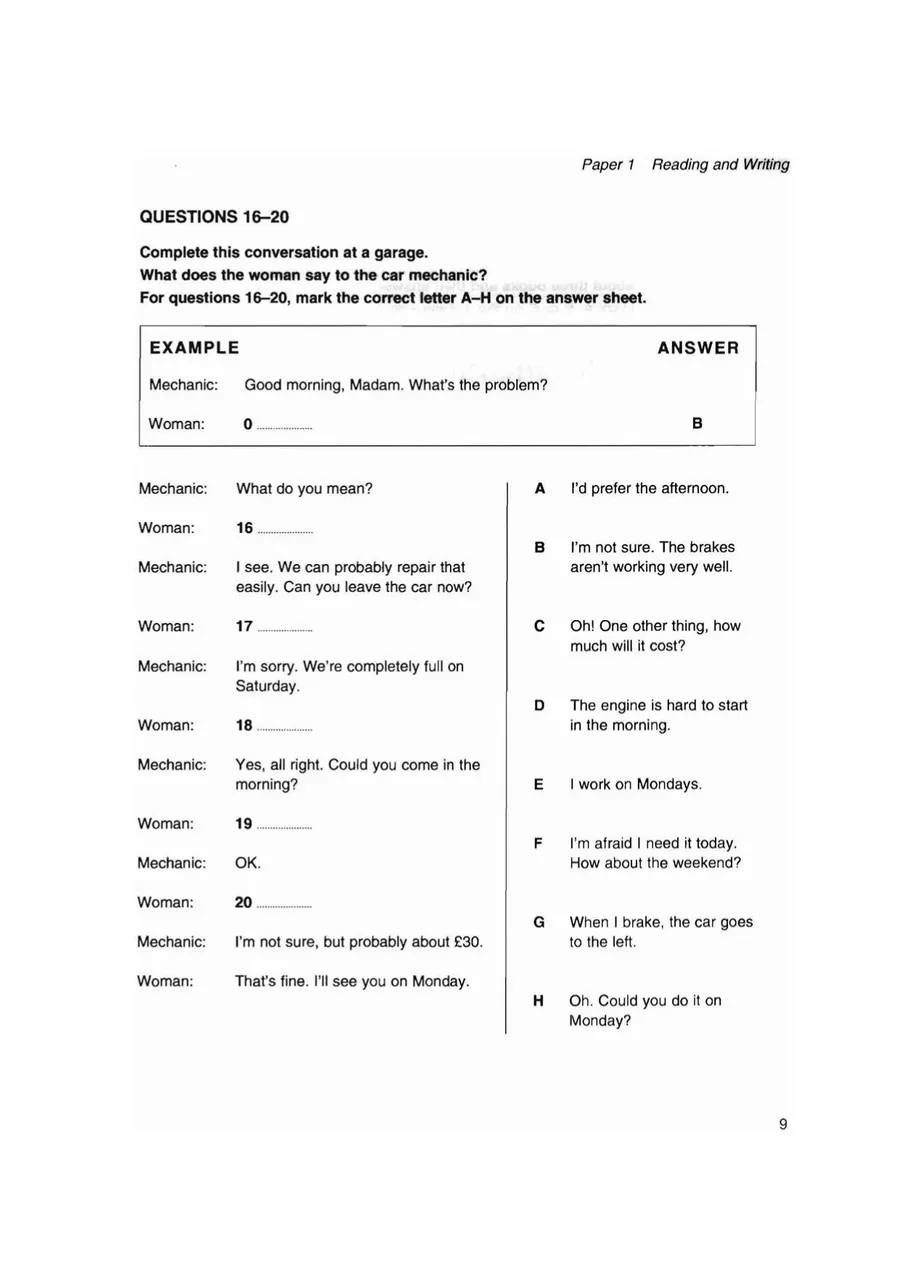 Paper 1 Reading and Writing
QUESTIONS 16–20
Complete this conversation at a garage.
What does the woman say to the car mechanic?
For questions 16–20, mark the correct letter A–H on the answer sheet.
EXAMPLE ANSWER
Mechanic: Good morning, Madam. What's the problem?
Woman: 0 ..................... B
Mechanic: What do you mean?
Woman: 16 .....................
Mechanic: I see. We can probably repair that
easily. Can you leave the car now?
Woman: 17 .....................
Mechanic: I'm sorry. We're completely full on
Saturday.
Woman: 18 .....................
Mechanic: Yes, all right. Could you come in the
morning?
Woman: 19 .....................
Mechanic: OK.
Woman: 20 .....................
Mechanic: I'm not sure, but probably about £30.
Woman: That's fine. I'll see you on Monday.
A I'd prefer the afternoon.
B I'm not sure. The brakes
aren't working very well.
C Oh! One other thing, how
much will it cost?
D The engine is hard to start
in the morning.
E I work on Mondays.
F I'm afraid I need it today.
How about the weekend?
G When I brake, the car goes
to the left.
H Oh. Could you do it on
Monday?
9